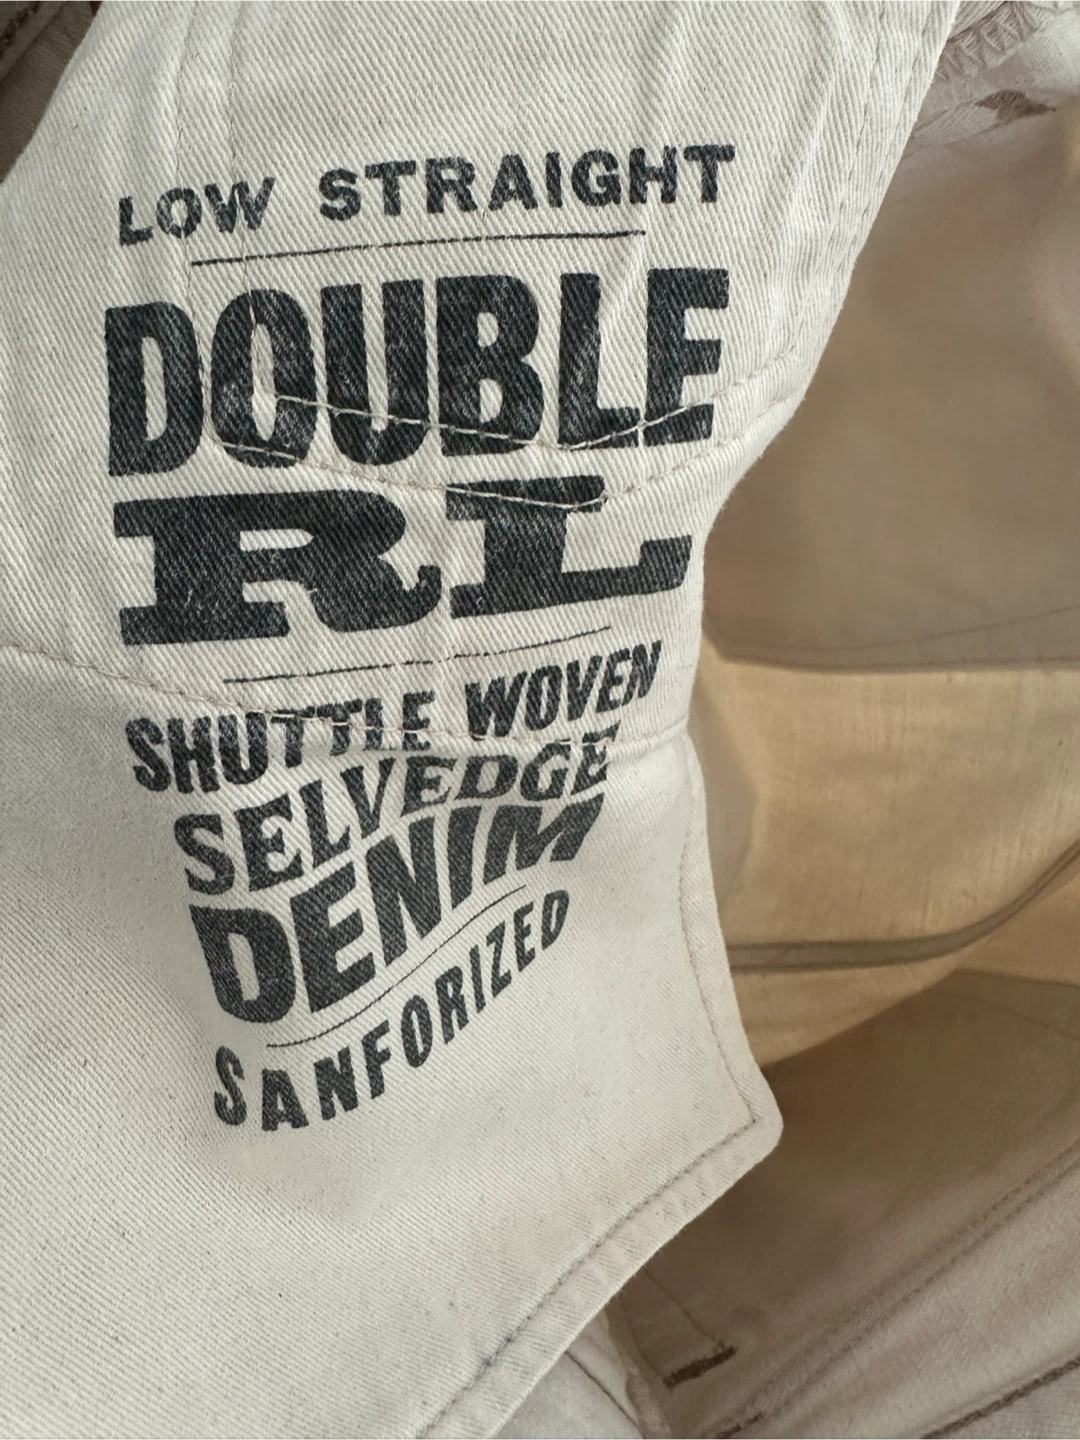 LOW STRAIGHT
DOUBLE
RL
SHUTTLE WOVEN
SELVEDGE
DENIM
SANFORIZED